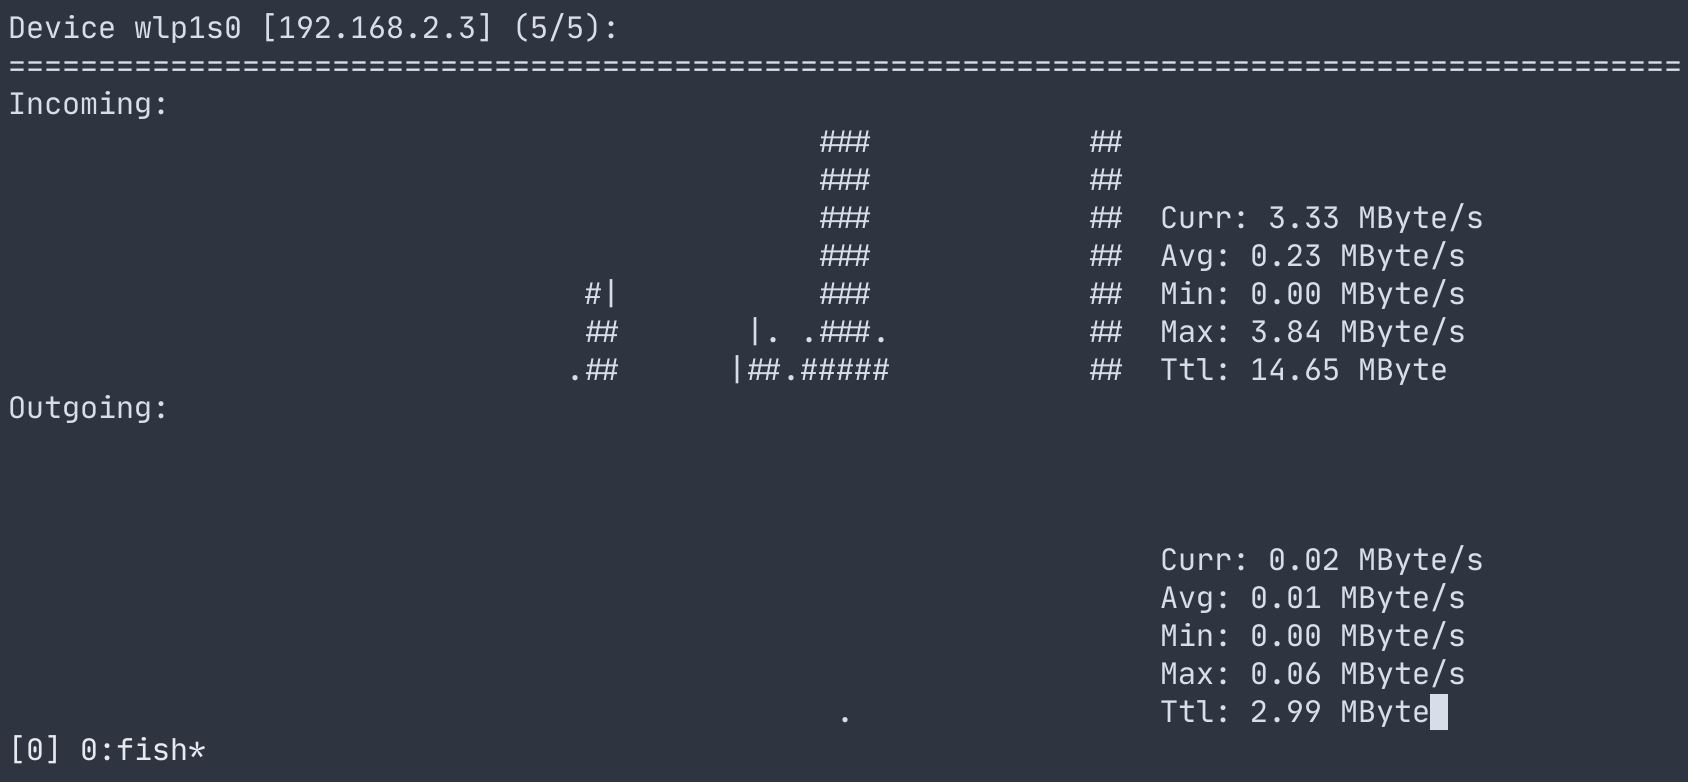 Device wlp1s0 [192.168.2.3] (5/5):
=============================================================================================
Incoming:
                                             ###            ##
                                             ###            ##
                                             ###            ##  Curr: 3.33 MByte/s
                                             ###            ##  Avg: 0.23 MByte/s
                                #|           ###            ##  Min: 0.00 MByte/s
                                ##       |. .###.           ##  Max: 3.84 MByte/s
                               .##      |##.#####           ##  Ttl: 14.65 MByte
Outgoing:
                                                                Curr: 0.02 MByte/s
                                                                Avg: 0.01 MByte/s
                                                                Min: 0.00 MByte/s
                                                                Max: 0.06 MByte/s
                                              .                 Ttl: 2.99 MByte
[0] 0:fish*